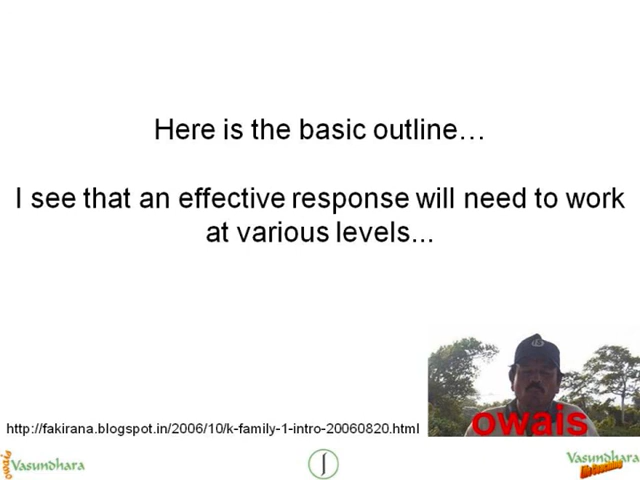 Here is the basic outline…
I see that an effective response will need to work
at various levels...
owais
http://fakirana.blogspot.in/2006/10/k-family-1-intro-20060820.html
owais
Vasundhara
Vasundhara